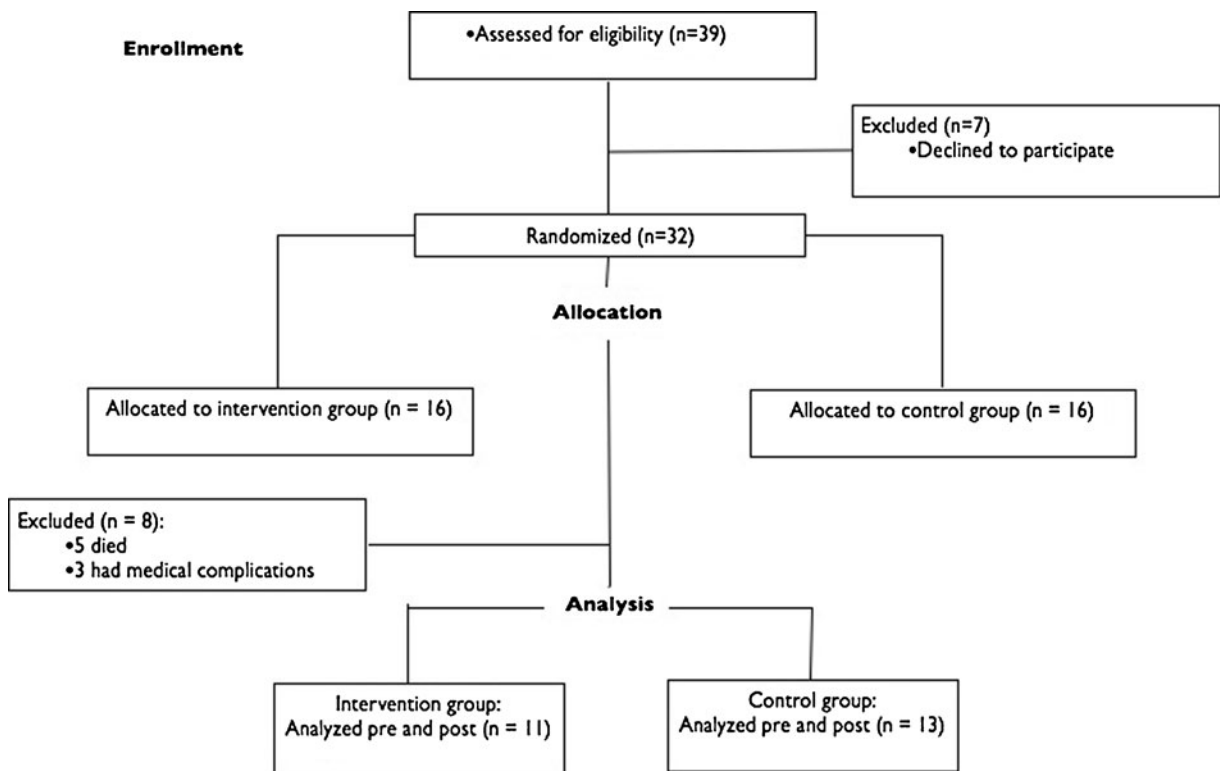 Enrollment
•Assessed for eligibility (n=39)
Excluded (n=7)
•Declined to participate
Randomized (n=32)
Allocation
Allocated to intervention group (n = 16)
Allocated to control group (n = 16)
Excluded (n = 8):
•5 died
•3 had medical complications
Analysis
Intervention group:
Analyzed pre and post (n = 11)
Control group:
Analyzed pre and post (n = 13)